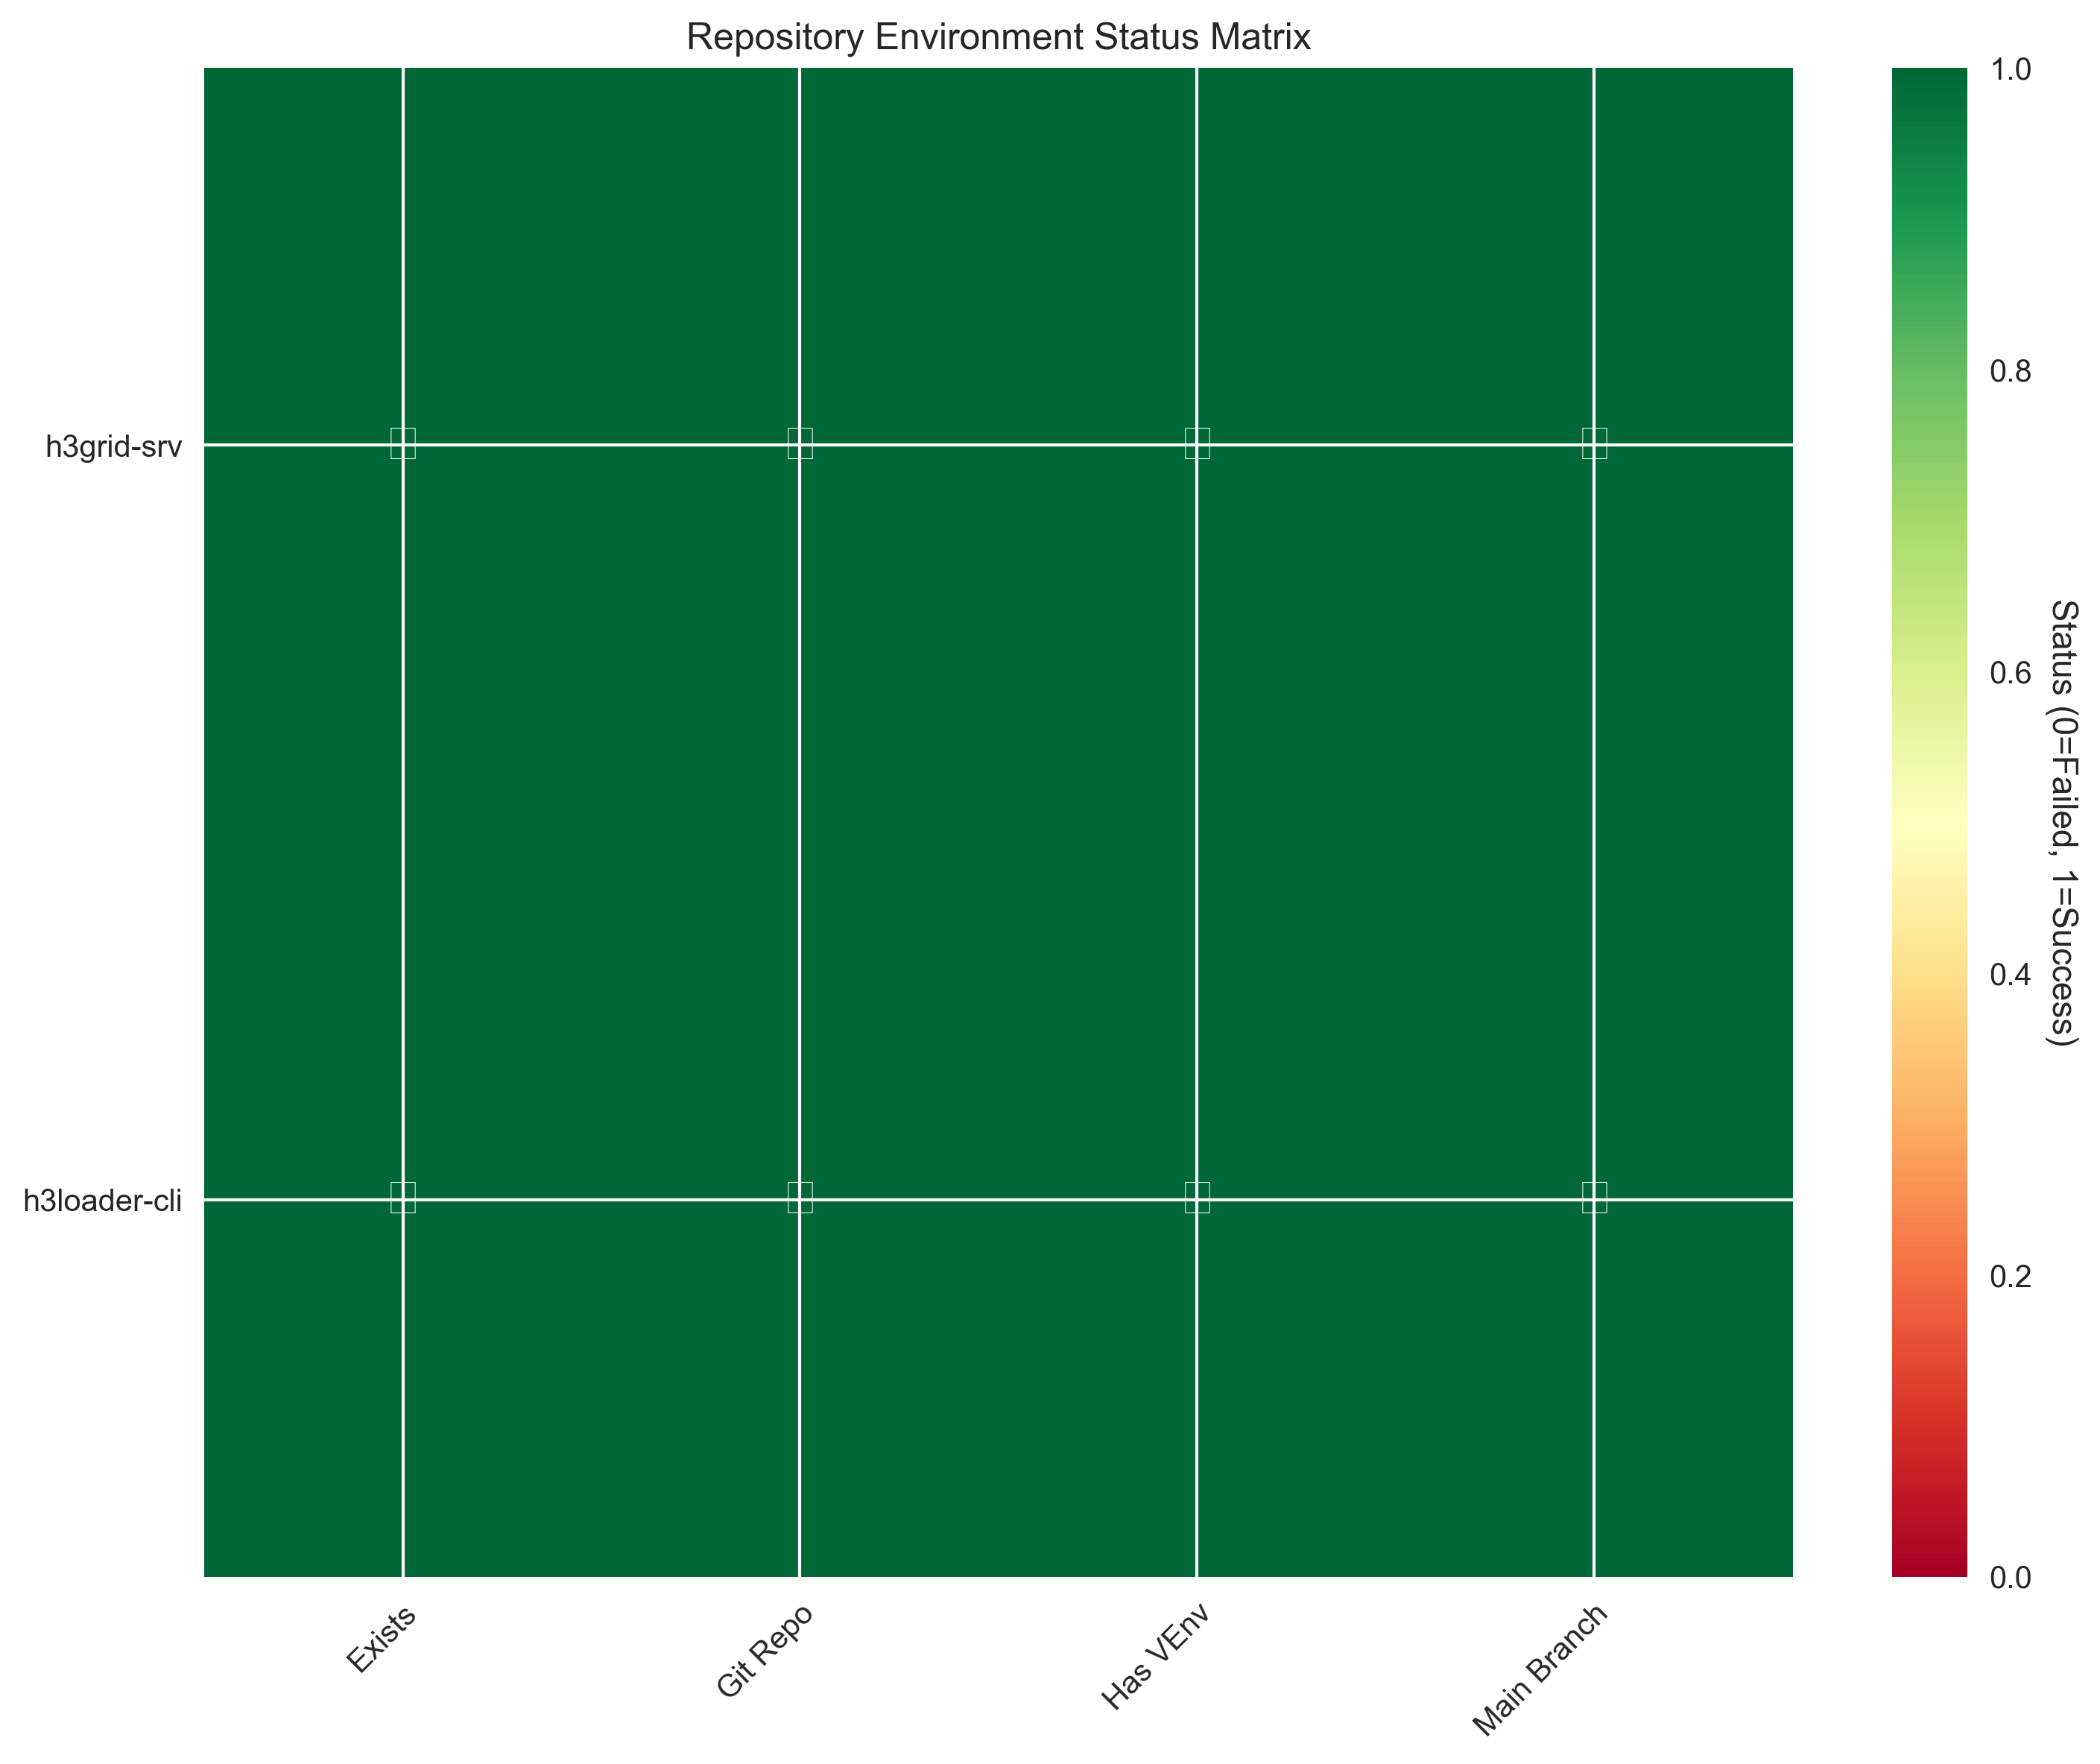 Repository Environment Status Matrix
h3grid-srv
h3loader-cli
Exists
Git Repo
Has VEnv
Main Branch
1.0
0.8
0.6
0.4
0.2
0.0
Status (0=Failed, 1=Success)